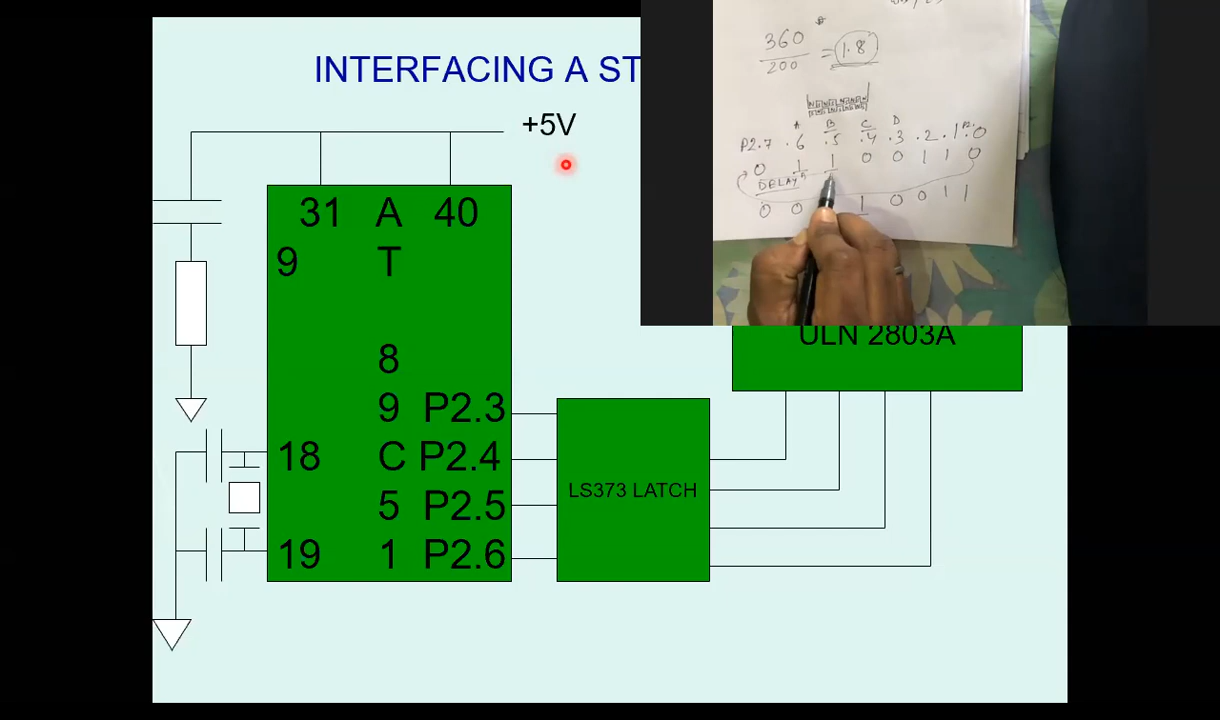 INTERFACING A ST
+5V
31 A 40
9 T
8
9 P2.3
18 C P2.4
5 P2.5
19 1 P2.6
LS373 LATCH
ULN 2803A
360
200
= 1.8
A B C D
P2.7 .6 .5 .4 .3 .2 .1 P2.0
0 1 1 0 0 1 1 0
DELAY
0 0 1 0 0 1 1